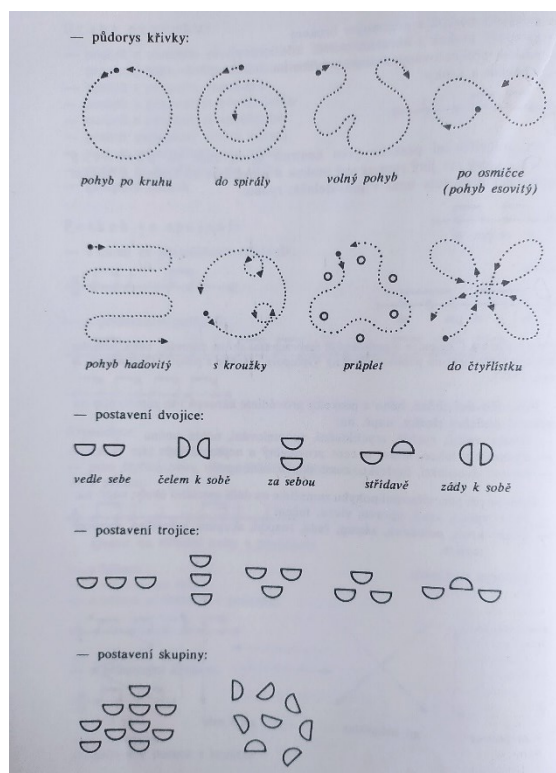 — půdorys křivky:
pohyb po kruhu
do spirály
volný pohyb
po osmičce
(pohyb esovitý)
pohyb hadovitý
s kroužky
průplet
do čtyřlístku
— postavení dvojice:
vedle sebe
čelem k sobě
za sebou
střídavě
zády k sobě
— postavení trojice:
— postavení skupiny: